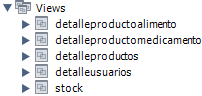 Views
detalleproductoalimento
detalleproductomedicamento
detalleproductos
detalleusuarios
stock